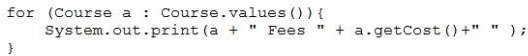 for (Course a : Course.values()){
    System.out.print(a + " Fees " + a.getCost()+" " );
}